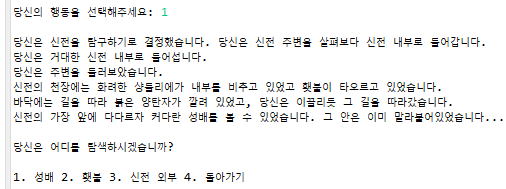 당신의 행동을 선택해주세요: 1
당신은 신전을 탐구하기로 결정했습니다. 당신은 신전 주변을 살펴보다 신전 내부로 들어갑니다.
당신은 거대한 신전 내부로 들어섭니다.
당신은 주변을 둘러보았습니다.
신전의 천장에는 화려한 샹들리에가 내부를 비추고 있었고 횃불이 타오르고 있었습니다.
바닥에는 길을 따라 붉은 양탄자가 깔려 있었고, 당신은 이끌리듯 그 길을 따라갔습니다.
신전의 가장 앞에 다다르자 커다란 성배를 볼 수 있었습니다. 그 안은 이미 말라붙어있었습니다...
당신은 어디를 탐색하시겠습니까?
1. 성배 2. 횃불 3. 신전 외부 4. 돌아가기